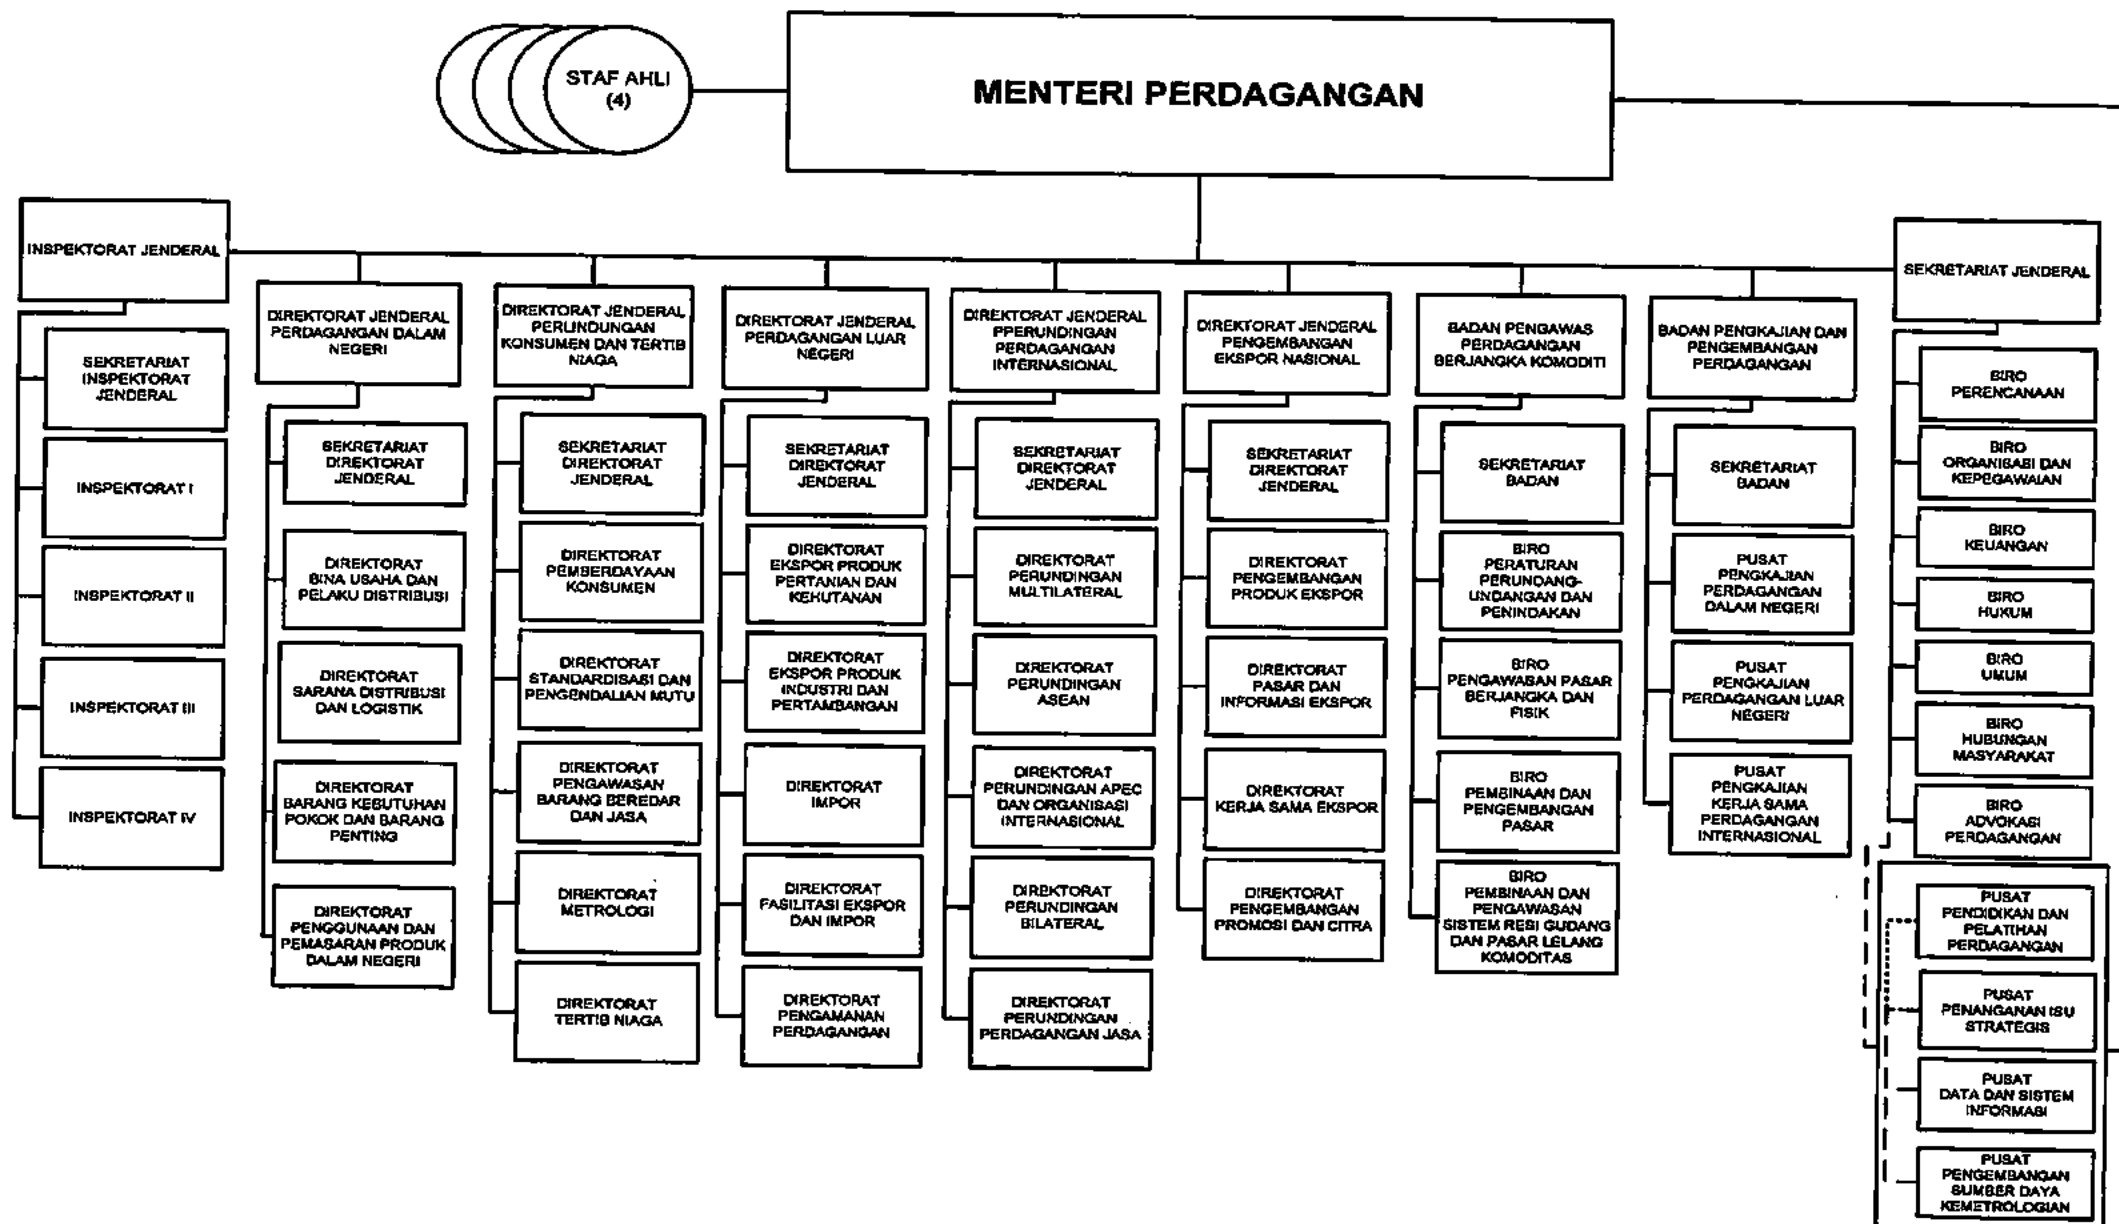 STAF AHLI
(4)
MENTERI PERDAGANGAN
INSPEKTORAT JENDERAL
SEKRETARIAT
INSPEKTORAT
JENDERAL
INSPEKTORAT I
INSPEKTORAT II
INSPEKTORAT III
INSPEKTORAT IV
DIREKTORAT JENDERAL
PERDAGANGAN DALAM
NEGERI
SEKRETARIAT
DIREKTORAT
JENDERAL
DIREKTORAT
BINA USAHA DAN
PELAKU DISTRIBUSI
DIREKTORAT
SARANA DISTRIBUSI
DAN LOGISTIK
DIREKTORAT
BARANG KEBUTUHAN
POKOK DAN BARANG
PENTING
DIREKTORAT
PENGGUNAAN DAN
PEMASARAN PRODUK
DALAM NEGERI
DIREKTORAT JENDERAL
PERLINDUNGAN
KONSUMEN DAN TERTIB
NIAGA
SEKRETARIAT
DIREKTORAT
JENDERAL
DIREKTORAT
PEMBERDAYAAN
KONSUMEN
DIREKTORAT
STANDARDISASI DAN
PENGENDALIAN MUTU
DIREKTORAT
PENGAWASAN
BARANG BEREDAR
DAN JASA
DIREKTORAT
METROLOGI
DIREKTORAT
TERTIB NIAGA
DIREKTORAT JENDERAL
PERDAGANGAN LUAR
NEGERI
SEKRETARIAT
DIREKTORAT
JENDERAL
DIREKTORAT
EKSPOR PRODUK
PERTANIAN DAN
KEHUTANAN
DIREKTORAT
EKSPOR PRODUK
INDUSTRI DAN
PERTAMBANGAN
DIREKTORAT
IMPOR
DIREKTORAT
FASILITASI EKSPOR
DAN IMPOR
DIREKTORAT
PENGAMANAN
PERDAGANGAN
DIREKTORAT JENDERAL
PPERUNDINGAN
PERDAGANGAN
INTERNASIONAL
SEKRETARIAT
DIREKTORAT
JENDERAL
DIREKTORAT
PERUNDINGAN
MULTILATERAL
DIREKTORAT
PERUNDINGAN
ASEAN
DIREKTORAT
PERUNDINGAN APEC
DAN ORGANISASI
INTERNASIONAL
DIREKTORAT
PERUNDINGAN
BILATERAL
DIREKTORAT
PERUNDINGAN
PERDAGANGAN JASA
DIREKTORAT JENDERAL
PENGEMBANGAN
EKSPOR NASIONAL
SEKRETARIAT
DIREKTORAT
JENDERAL
DIREKTORAT
PENGEMBANGAN
PRODUK EKSPOR
DIREKTORAT
PASAR DAN
INFORMASI EKSPOR
DIREKTORAT
KERJA SAMA EKSPOR
DIREKTORAT
PENGEMBANGAN
PROMOSI DAN CITRA
BADAN PENGAWAS
PERDAGANGAN
BERJANGKA KOMODITI
SEKRETARIAT
BADAN
BIRO
PERATURAN
PERUNDANG-
UNDANGAN DAN
PENINDAKAN
BIRO
PENGAWASAN PASAR
BERJANGKA DAN
FISIK
BIRO
PEMBINAAN DAN
PENGEMBANGAN
PASAR
BIRO
PEMBINAAN DAN
PENGAWASAN
SISTEM RESI GUDANG
DAN PASAR LELANG
KOMODITAS
BADAN PENGKAJIAN DAN
PENGEMBANGAN
PERDAGANGAN
SEKRETARIAT
BADAN
PUSAT
PENGKAJIAN
PERDAGANGAN
DALAM NEGERI
PUSAT
PENGKAJIAN
PERDAGANGAN LUAR
NEGERI
PUSAT
PENGKAJIAN
KERJA SAMA
PERDAGANGAN
INTERNASIONAL
SEKRETARIAT JENDERAL
BIRO
PERENCANAAN
BIRO
ORGANISASI DAN
KEPEGAWAIAN
BIRO
KEUANGAN
BIRO
HUKUM
BIRO
UMUM
BIRO
HUBUNGAN
MASYARAKAT
BIRO
ADVOKASI
PERDAGANGAN
PUSAT
PENDIDIKAN DAN
PELATIHAN
PERDAGANGAN
PUSAT
PENANGANAN ISU
STRATEGIS
PUSAT
DATA DAN SISTEM
INFORMASI
PUSAT
PENGEMBANGAN
SUMBER DAYA
KEMETROLOGIAN